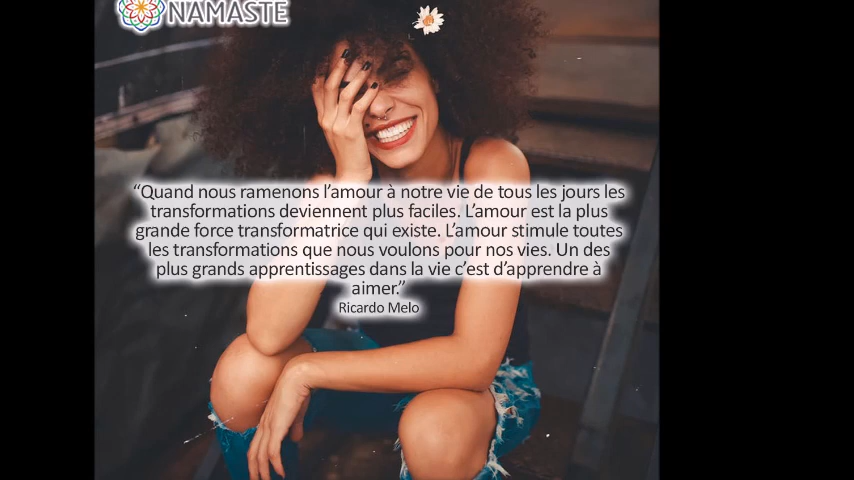 NAMASTE
“Quand nous ramenons l’amour à notre vie de tous les jours les
transformations deviennent plus faciles. L’amour est la plus
grande force transformatrice qui existe. L’amour stimule toutes
les transformations que nous voulons pour nos vies. Un des
plus grands apprentissages dans la vie c’est d’apprendre à
aimer.”
Ricardo Melo